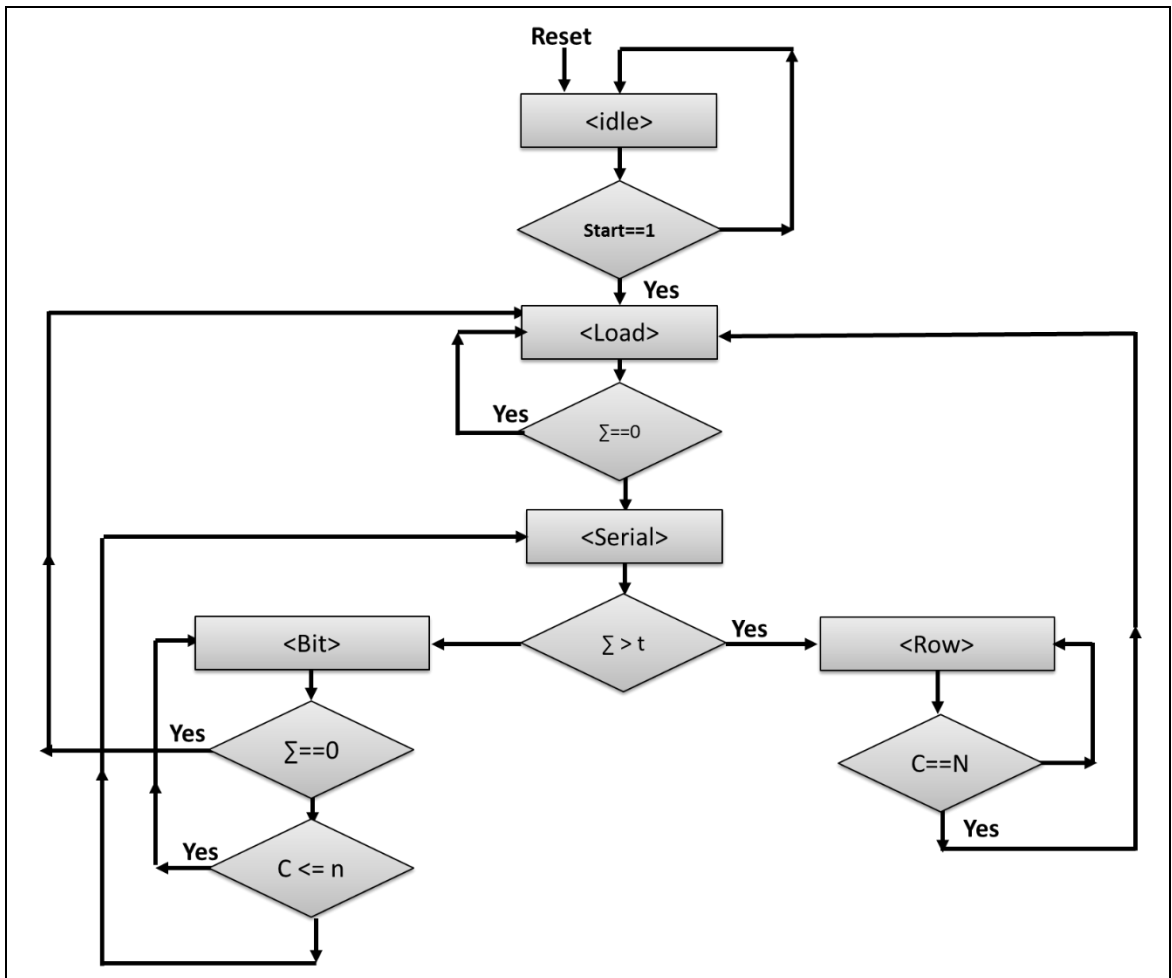 Reset
<idle>
Start==1
Yes
<Load>
Yes
∑==0
<Serial>
∑ > t
Yes
<Bit>
<Row>
Yes
∑==0
C==N
Yes
Yes
C <= n